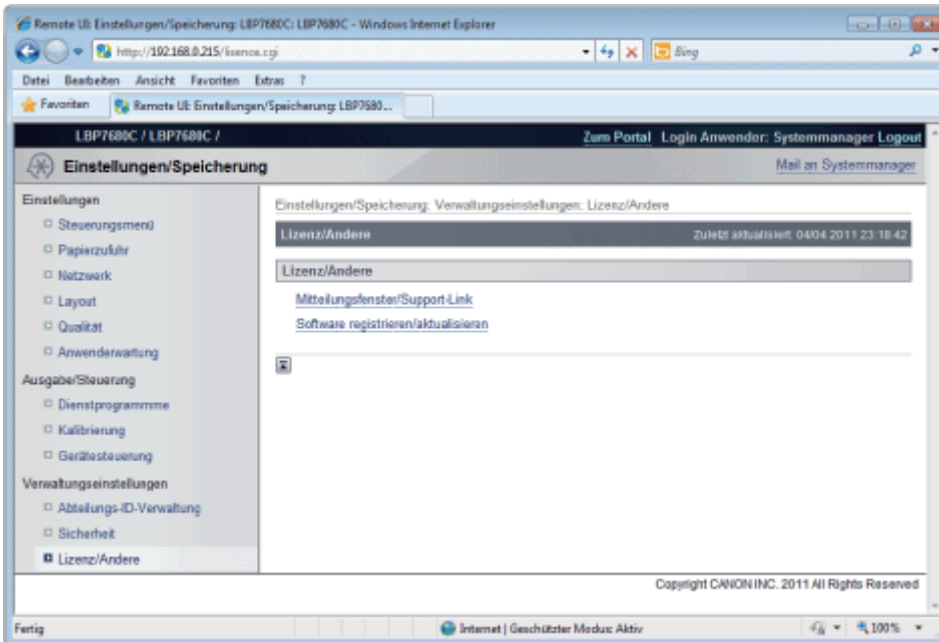 Remote UI: Einstellungen/Speicherung: LBP7680C: LBP7680C - Windows Internet Explorer
http://192.168.0.215/lisence.cgi
Bing
Datei Bearbeiten Ansicht Favoriten Extras ?
Favoriten Remote UI: Einstellungen/Speicherung: LBP7680...
LBP7680C / LBP7680C / Zum Portal Login Anwender: Systemmanager Logout
Einstellungen/Speicherung Mail an Systemmanager
Einstellungen
Steuerungsmenü
Papierzufuhr
Netzwerk
Layout
Qualität
Anwenderwartung
Ausgabe/Steuerung
Dienstprogrammme
Kalibrierung
Gerätesteuerung
Verwaltungseinstellungen
Abteilungs-ID-Verwaltung
Sicherheit
Lizenz/Andere
Einstellungen/Speicherung: Verwaltungseinstellungen: Lizenz/Andere
Lizenz/Andere Zuletzt aktualisiert: 04/04 2011 23:18:42
Lizenz/Andere
Mitteilungsfenster/Support-Link
Software registrieren/aktualisieren
Copyright CANON INC. 2011 All Rights Reserved
Fertig Internet | Geschützter Modus: Aktiv 100%